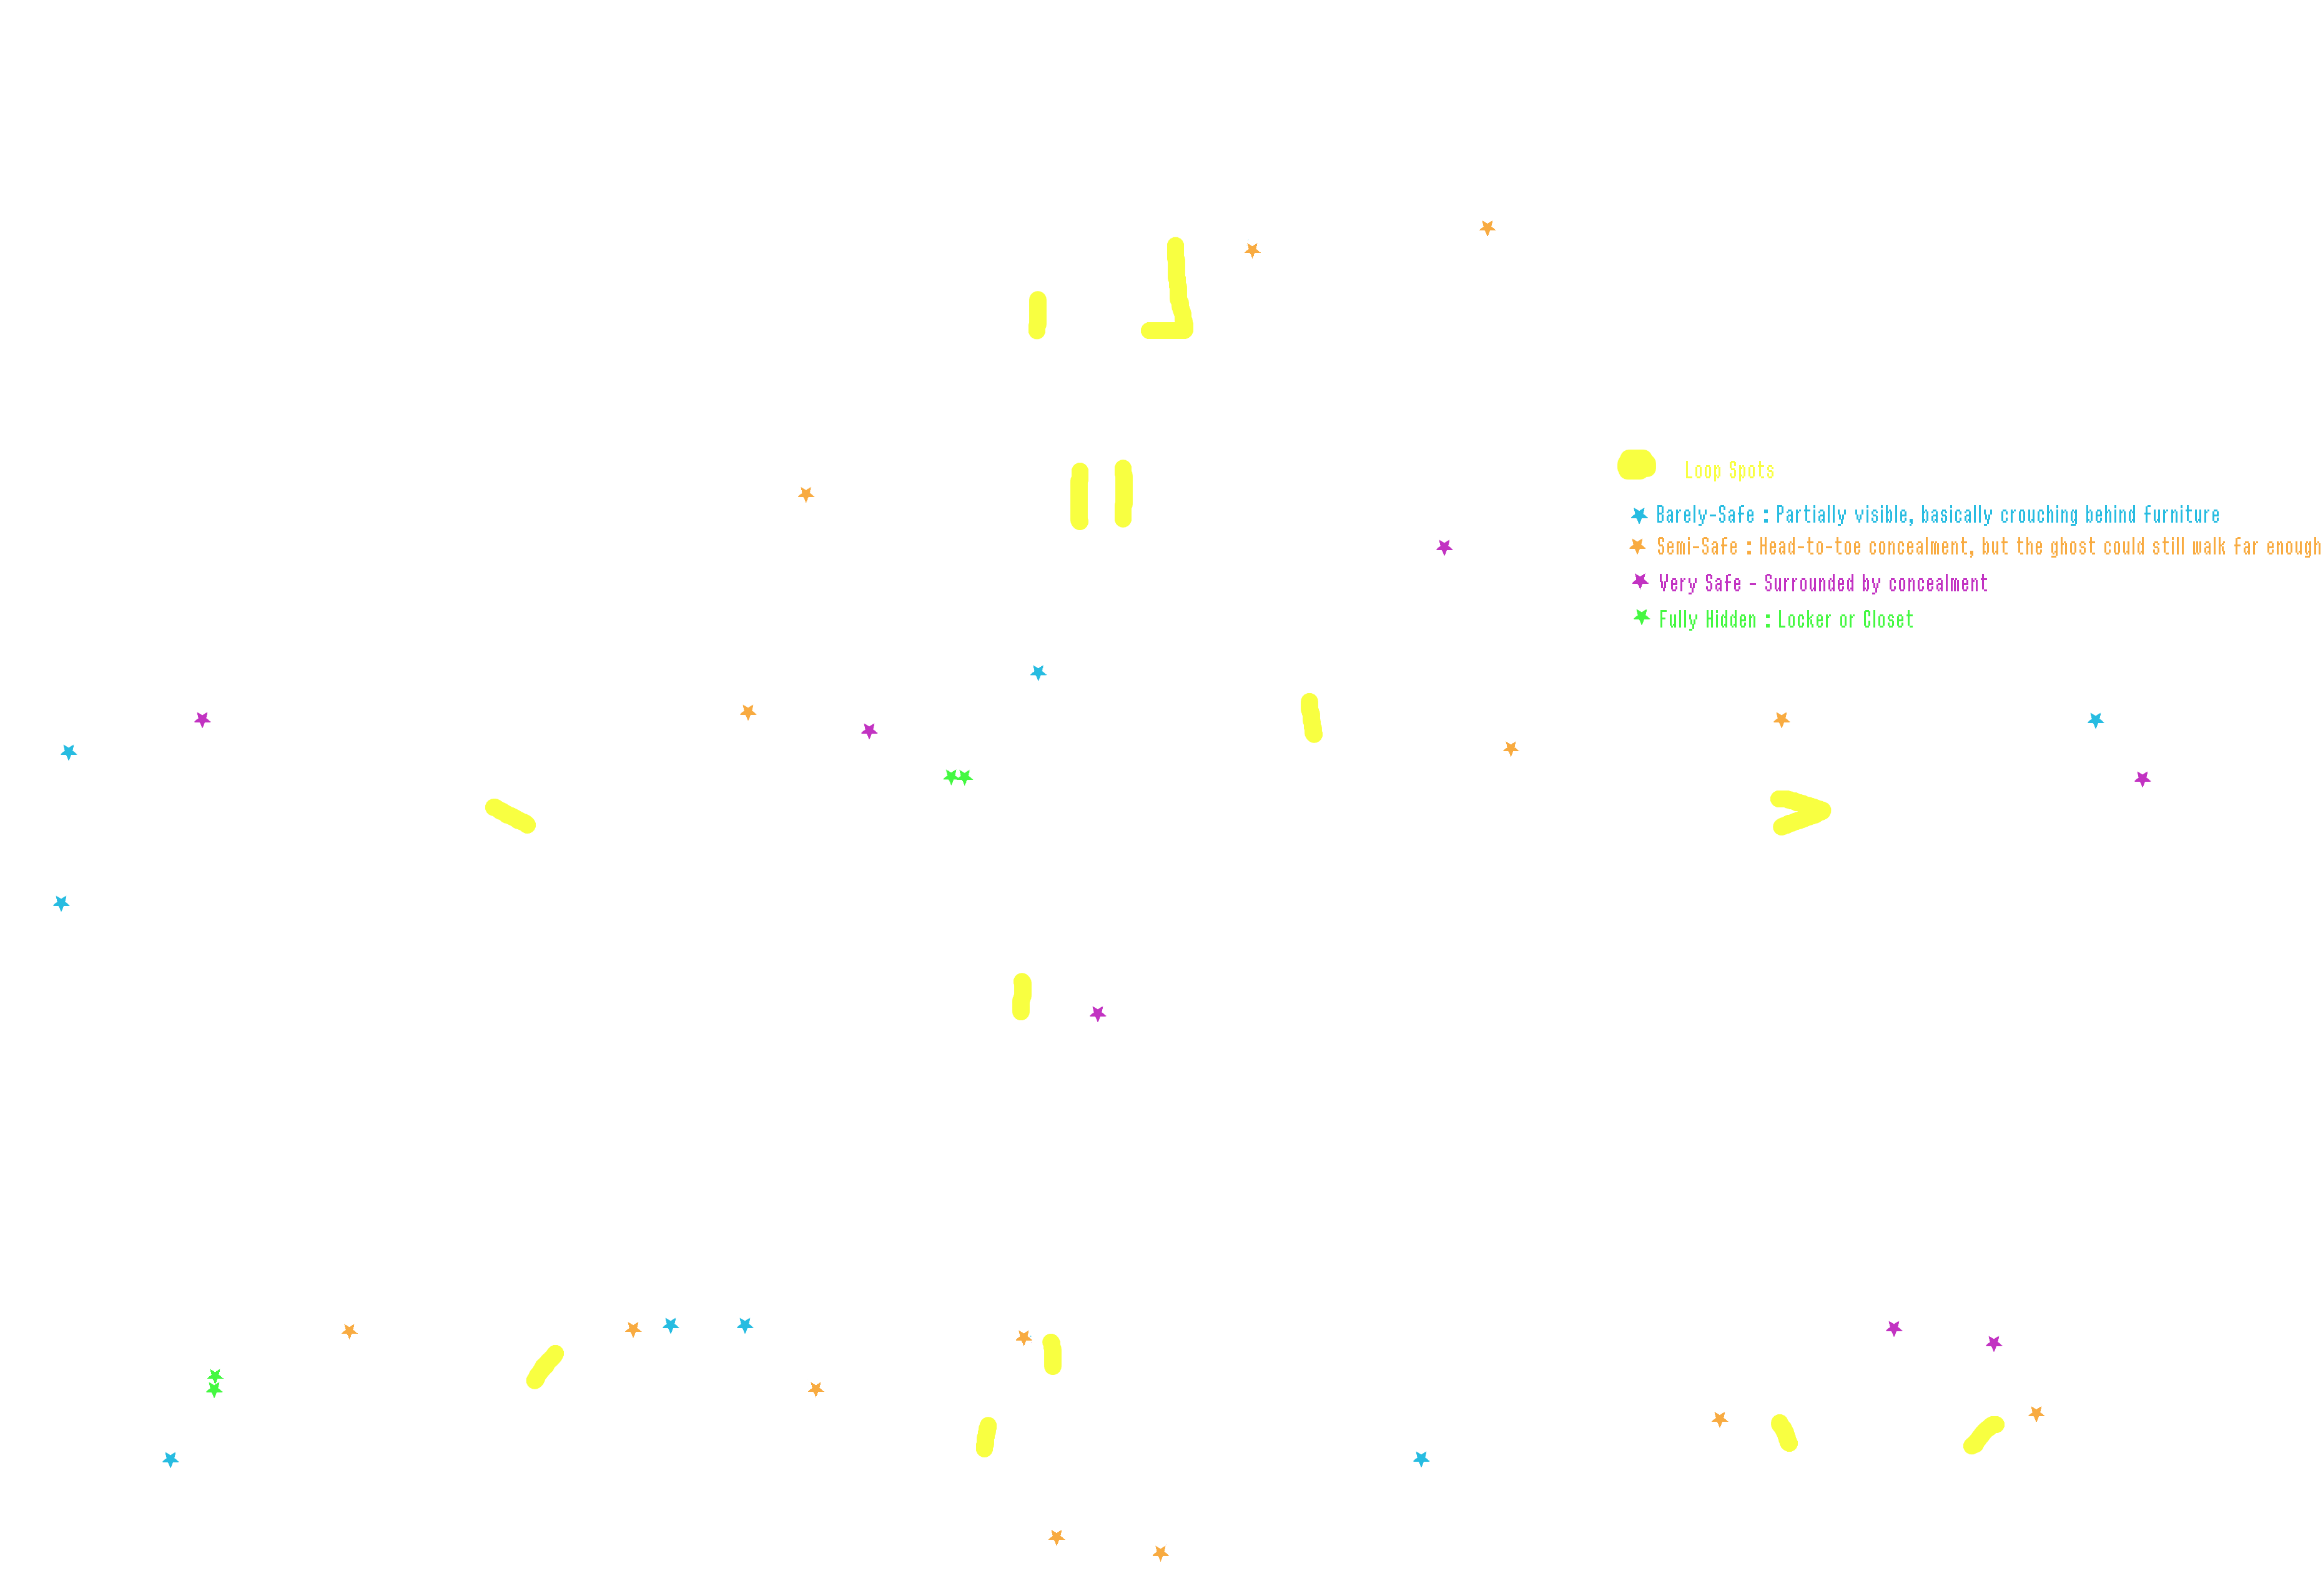 Loop Spots
Barely-Safe : Partially visible, basically crouching behind furniture
Semi-Safe : Head-to-toe concealment, but the ghost could still walk far enough
Very Safe - Surrounded by concealment
Fully Hidden : Locker or Closet